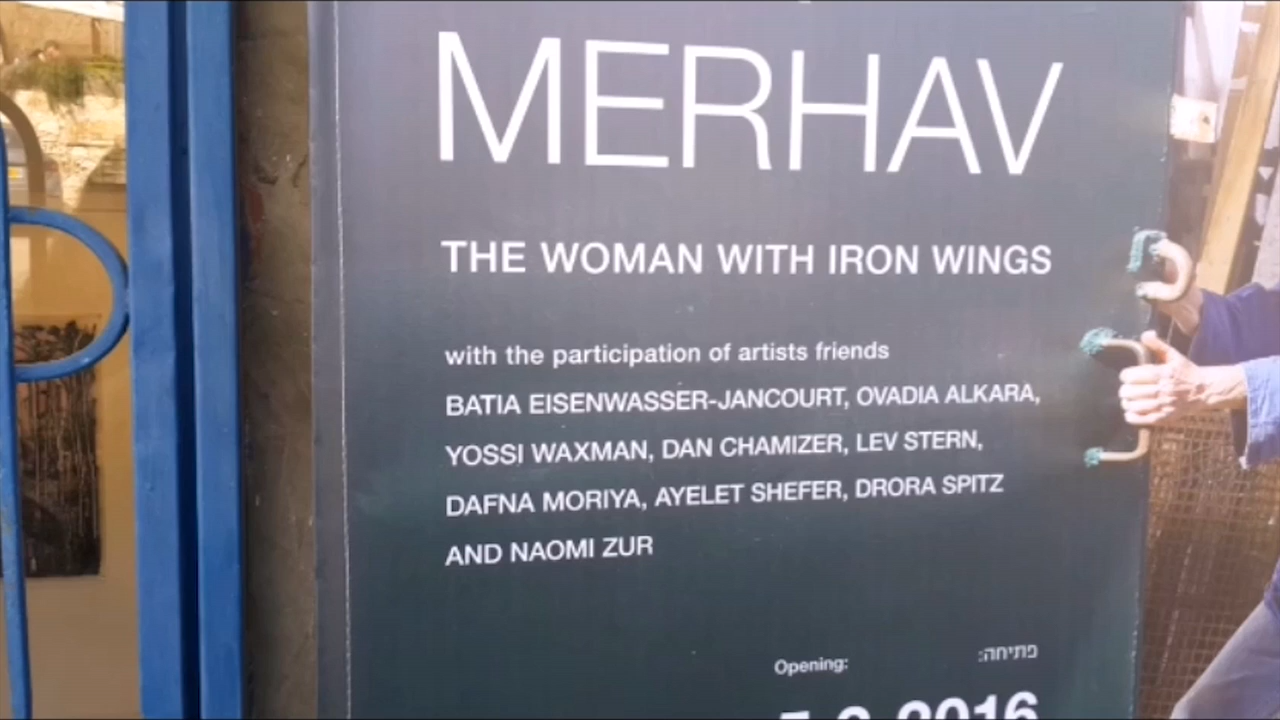 MERHAV
THE WOMAN WITH IRON WINGS
with the participation of artists friends
BATIA EISENWASSER-JANCOURT, OVADIA ALKARA,
YOSSI WAXMAN, DAN CHAMIZER, LEV STERN,
DAFNA MORIYA, AYELET SHEFER, DRORA SPITZ
AND NAOMI ZUR
Opening: פתיחה:
2016